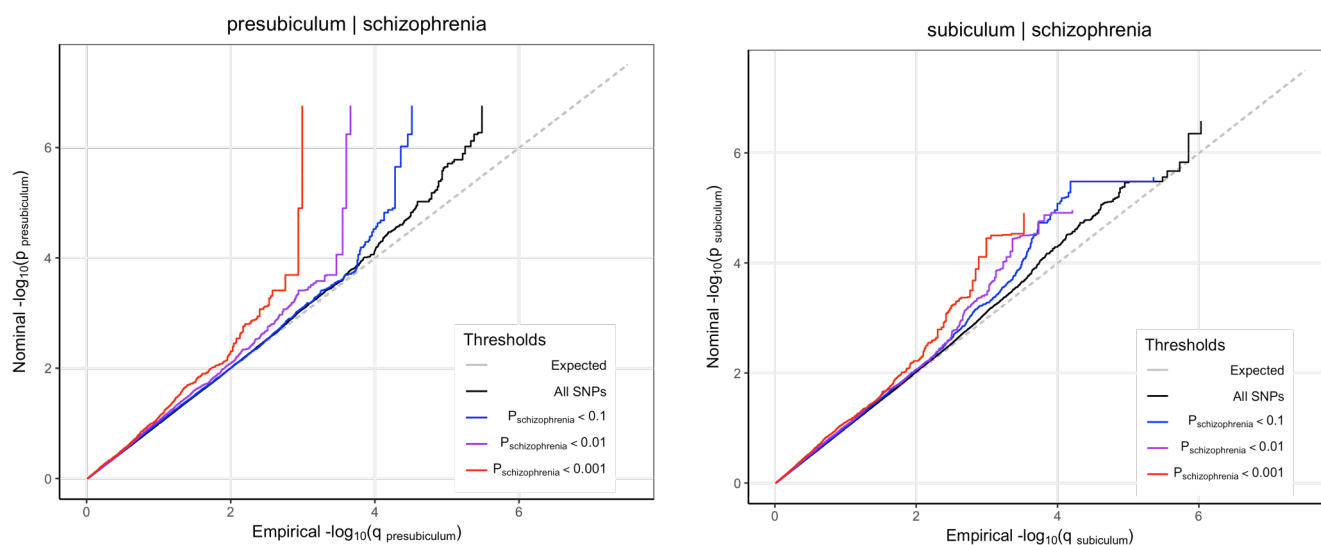 presubiculum | schizophrenia
Nominal -log10(p presubiculum)
6
4
2
0
0
2
4
6
Empirical -log10(q presubiculum)
Thresholds
Expected
All SNPs
Pschizophrenia < 0.1
Pschizophrenia < 0.01
Pschizophrenia < 0.001
subiculum | schizophrenia
Nominal -log10(p subiculum)
6
4
2
0
0
2
4
6
Empirical -log10(q subiculum)
Thresholds
Expected
All SNPs
Pschizophrenia < 0.1
Pschizophrenia < 0.01
Pschizophrenia < 0.001